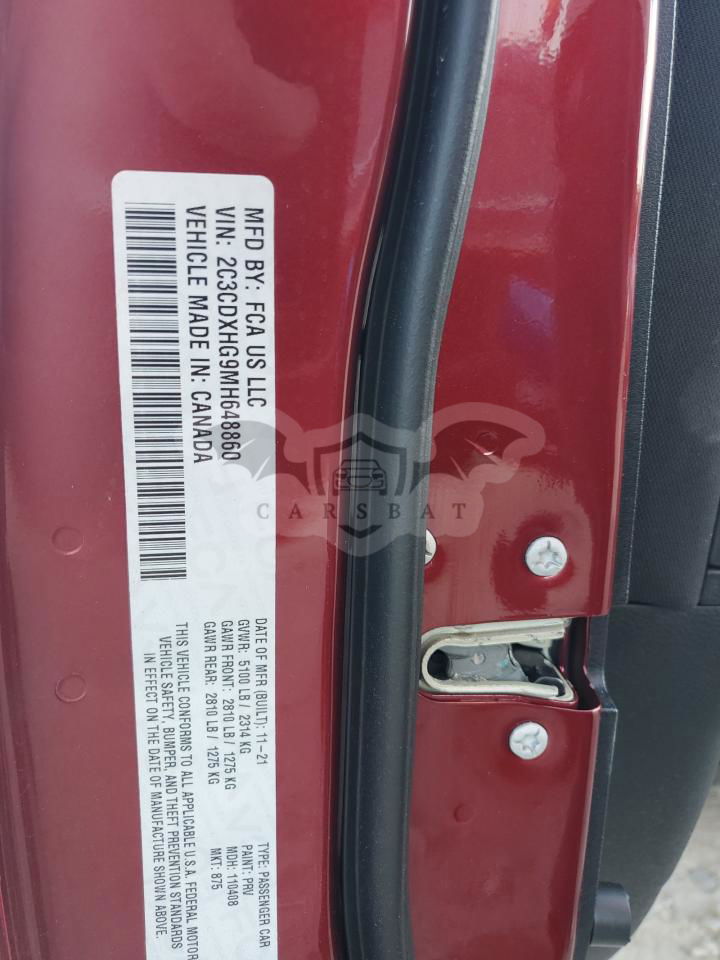 MFD BY: FCA US LLC
VIN: 2C3CDXHG9MH648860
VEHICLE MADE IN: CANADA
DATE OF MFR (BUILT): 11-21
GVWR: 5100 LB / 2314 KG
GAWR FRONT: 2810 LB / 1275 KG
GAWR REAR: 2810 LB / 1275 KG
TYPE: PASSENGER CAR
PAINT: PRV
MDH: 110408
MKT: 875
THIS VEHICLE CONFORMS TO ALL APPLICABLE U.S.A. FEDERAL MOTOR
VEHICLE SAFETY, BUMPER, AND THEFT PREVENTION STANDARDS
IN EFFECT ON THE DATE OF MANUFACTURE SHOWN ABOVE.
CARSBAT